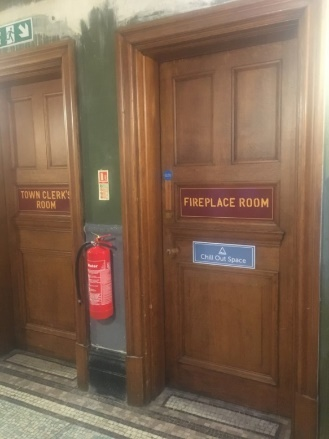 TOWN CLERK'S
ROOM
FIREPLACE ROOM
Chill Out Space